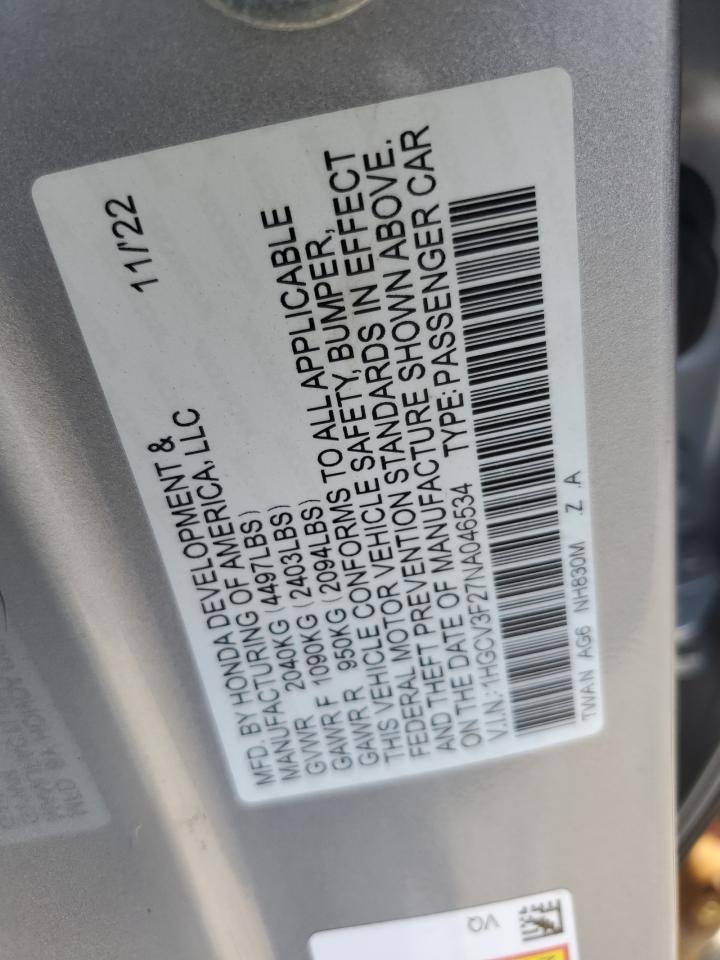 MFD. BY HONDA DEVELOPMENT & 11/'22
MANUFACTURING OF AMERICA, LLC
GVWR 2040KG (4497LBS)
GAWR F 1090KG (2403LBS)
GAWR R 950KG (2094LBS)
THIS VEHICLE CONFORMS TO ALL APPLICABLE
FEDERAL MOTOR VEHICLE SAFETY, BUMPER,
AND THEFT PREVENTION STANDARDS IN EFFECT
ON THE DATE OF MANUFACTURE SHOWN ABOVE.
V.I.N.: 1HGCV3F27NA046534 TYPE: PASSENGER CAR
TWAN AG6 NH830M Z A
VQ